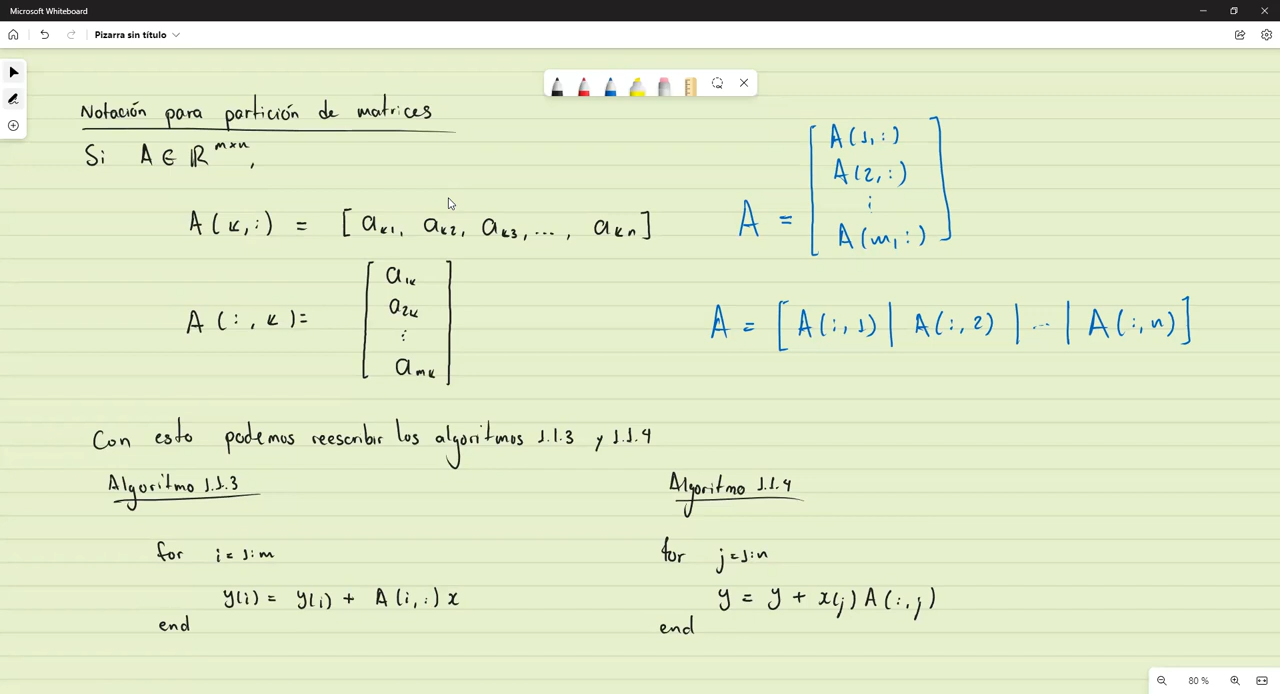 Microsoft Whiteboard
Pizarra sin título
Notación para partición de matrices
Si A ∈ ℝ^{m×n},
A(k,:) = [a_{k1}, a_{k2}, a_{k3}, ..., a_{kn}]
A(:,k) = [a_{1k}
a_{2k}
⋮
a_{mk}]
A = [A(1,:)
A(2,:)
⋮
A(m,:)]
A = [A(:,1) | A(:,2) | ... | A(:,n)]
Con esto podemos reescribir los algoritmos 1.1.3 y 1.1.4
Algoritmo 1.1.3
for i=1:m
y(i) = y(i) + A(i,:) x
end
Algoritmo 1.1.4
for j=1:n
y = y + x(j) A(:,j)
end
80 %